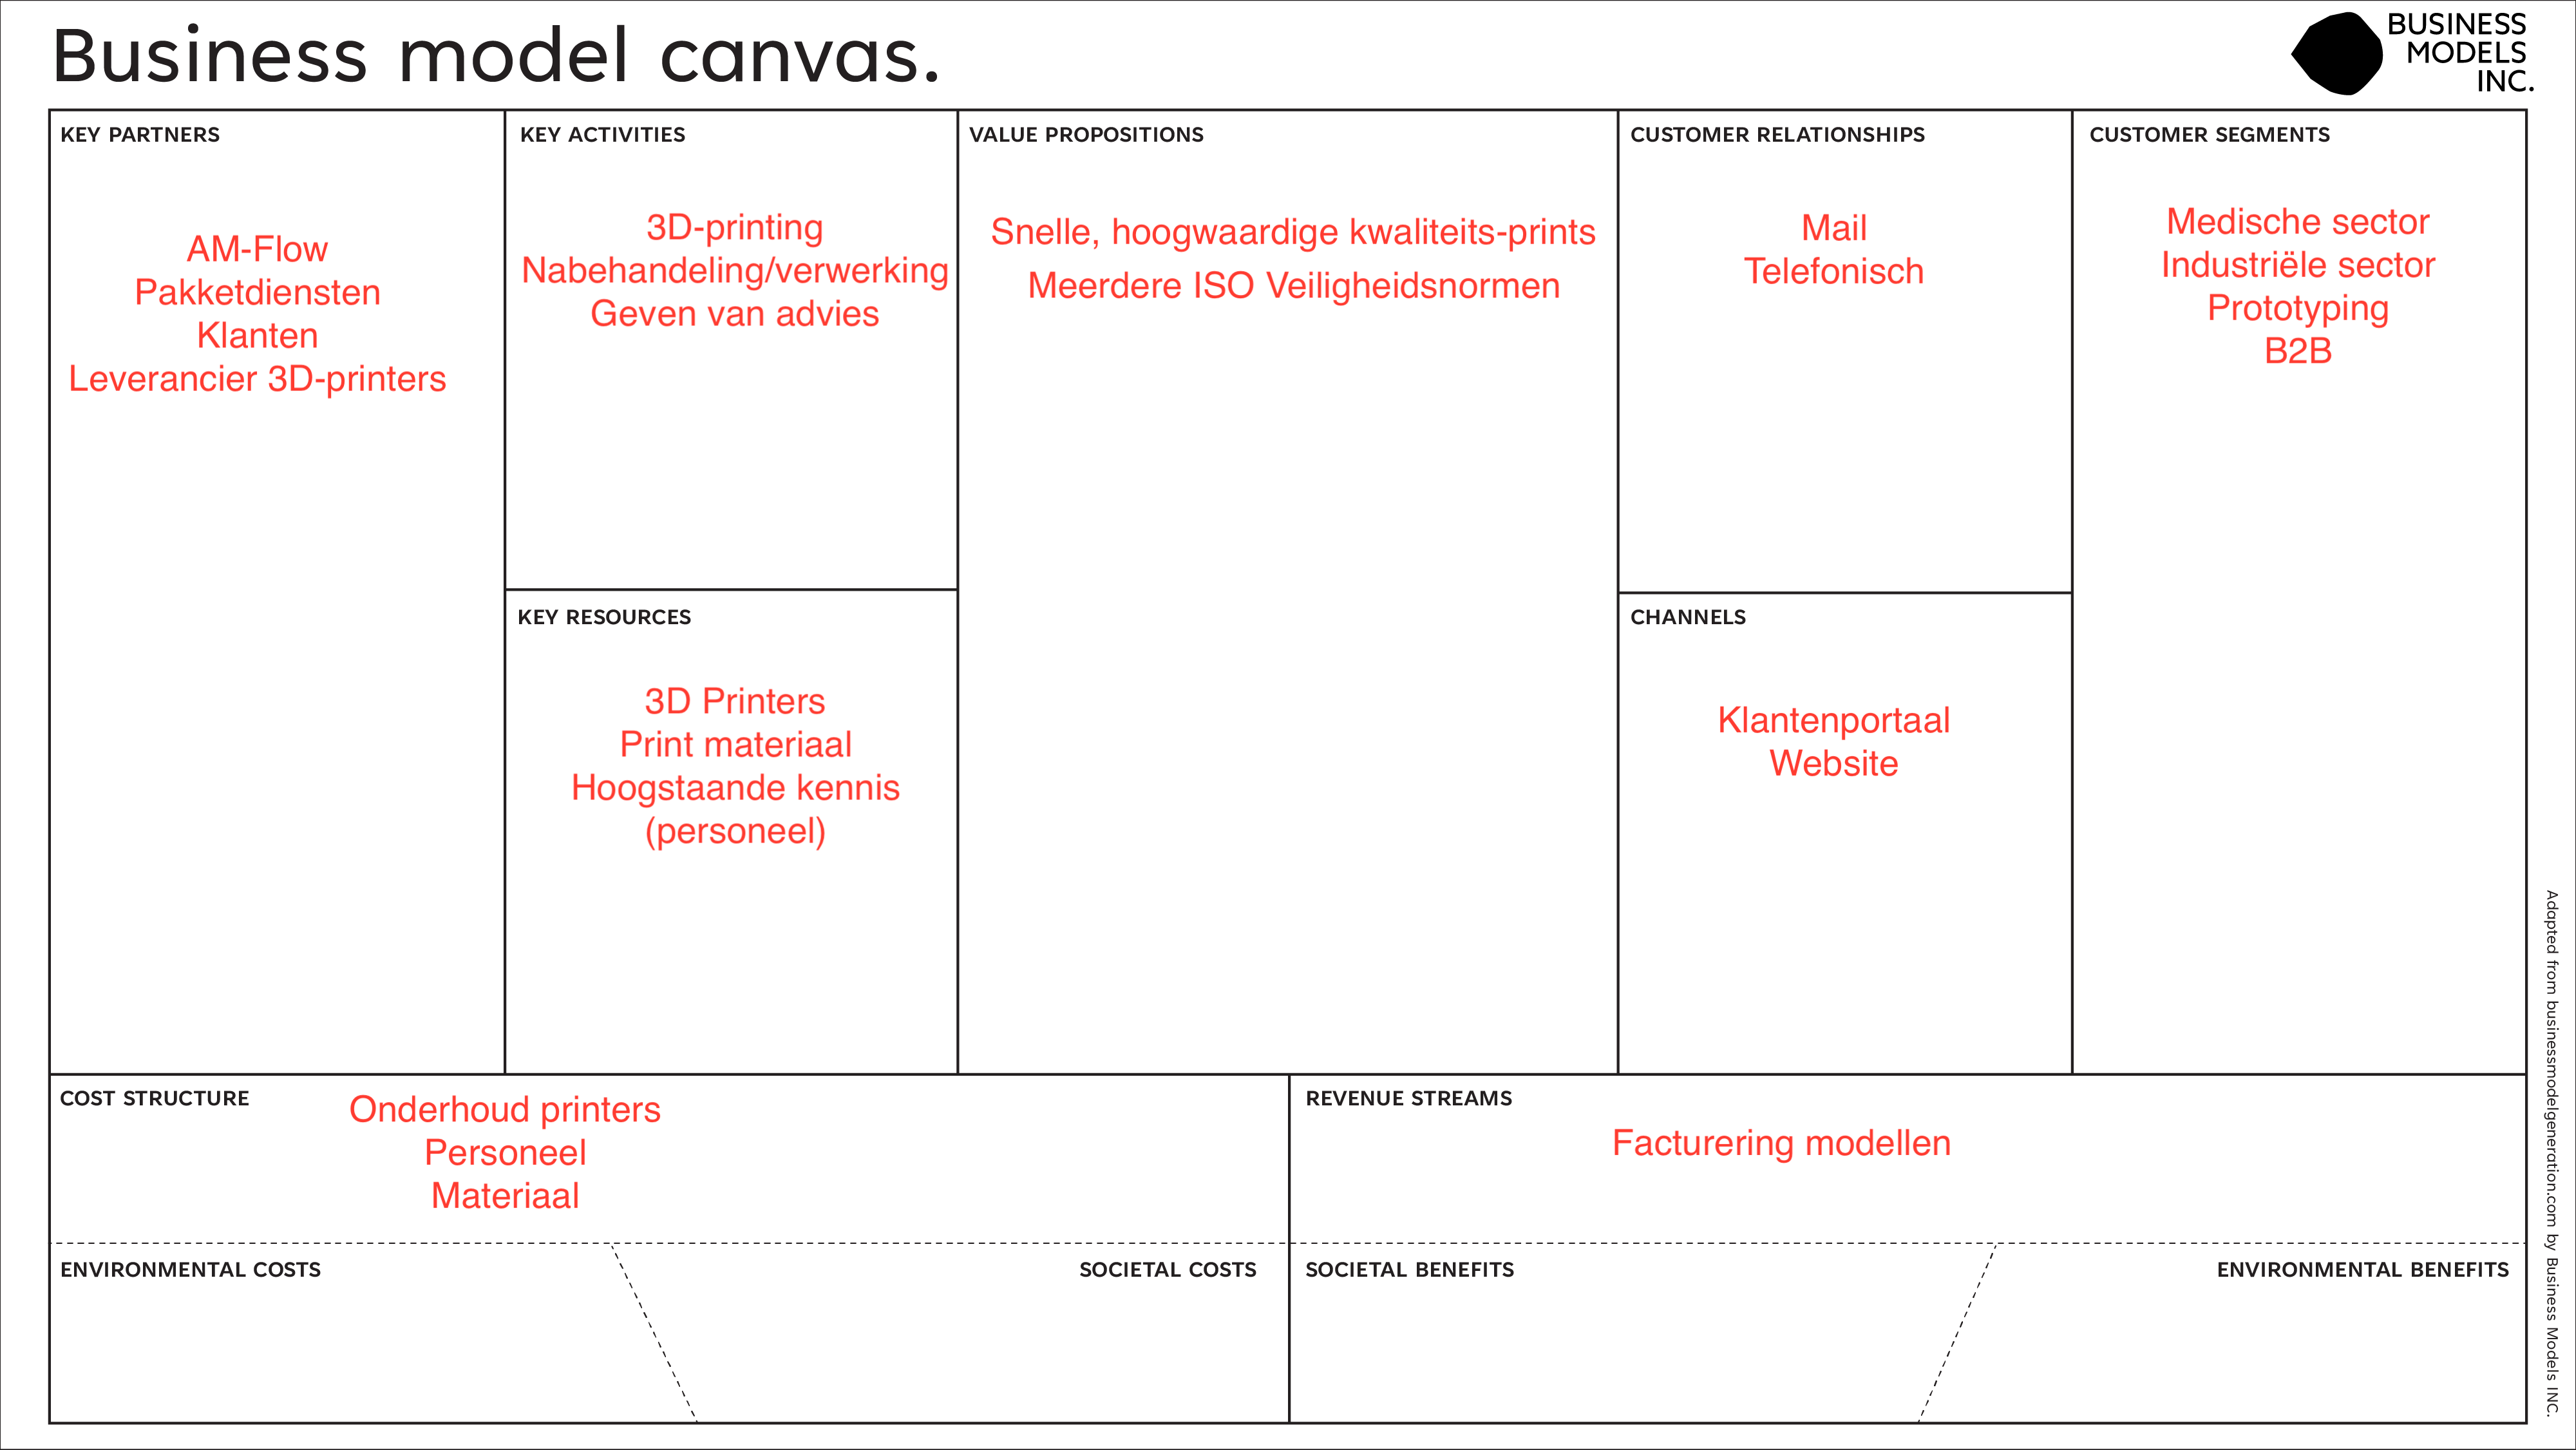 Business model canvas.
BUSINESS
MODELS
INC.
KEY PARTNERS
AM-Flow
Pakketdiensten
Klanten
Leverancier 3D-printers
KEY ACTIVITIES
3D-printing
Nabehandeling/verwerking
Geven van advies
KEY RESOURCES
3D Printers
Print materiaal
Hoogstaande kennis
(personeel)
VALUE PROPOSITIONS
Snelle, hoogwaardige kwaliteits-prints
Meerdere ISO Veiligheidsnormen
CUSTOMER RELATIONSHIPS
Mail
Telefonisch
CHANNELS
Klantenportaal
Website
CUSTOMER SEGMENTS
Medische sector
Industriële sector
Prototyping
B2B
COST STRUCTURE
Onderhoud printers
Personeel
Materiaal
REVENUE STREAMS
Facturering modellen
ENVIRONMENTAL COSTS
SOCIETAL COSTS
SOCIETAL BENEFITS
ENVIRONMENTAL BENEFITS
Adapted from businessmodelgeneration.com by Business Models INC.